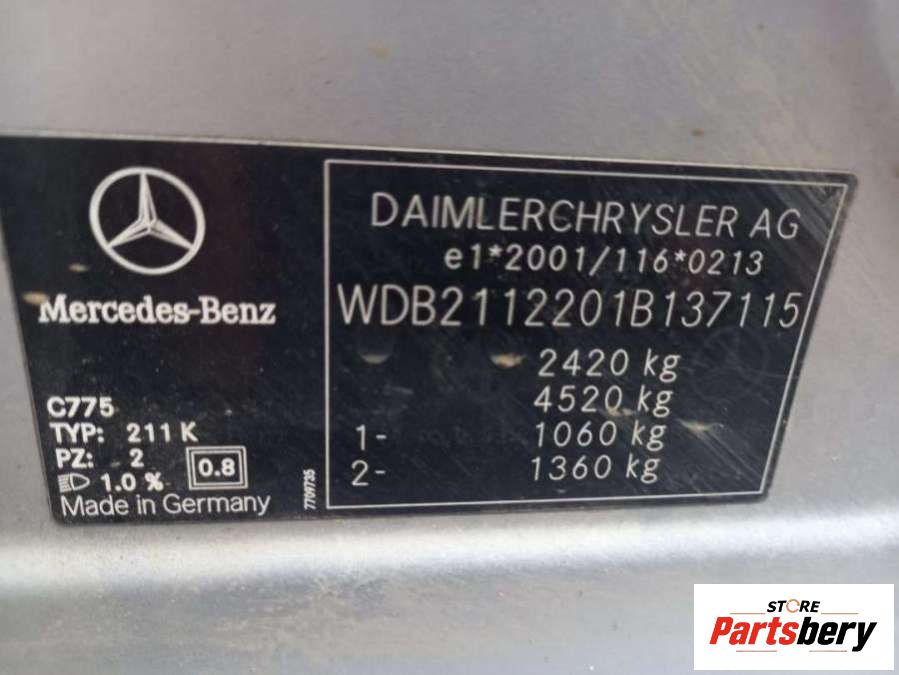 Mercedes-Benz
C775
TYP: 211 K
PZ: 2
1.0 %
0.8
Made in Germany
7709735
DAIMLERCHRYSLER AG
e1*2001/116*0213
WDB2112201B137115
2420 kg
4520 kg
1- 1060 kg
2- 1360 kg
STORE
Partsbery